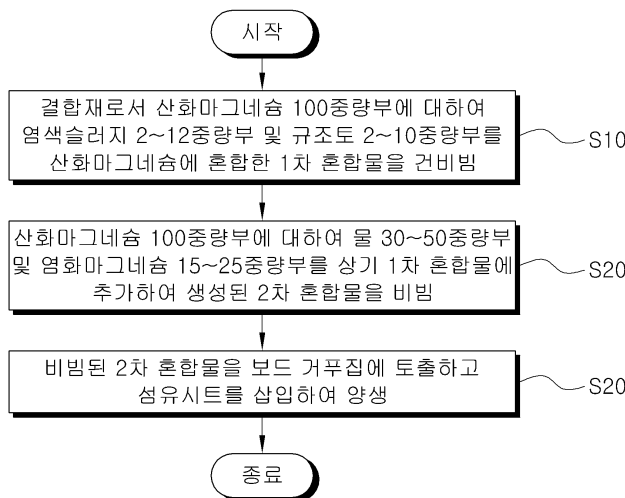 시작
결합재로서 산화마그네슘 100중량부에 대하여
염색슬러지 2~12중량부 및 규조토 2~10중량부를
산화마그네슘에 혼합한 1차 혼합물을 건비빔
S10
산화마그네슘 100중량부에 대하여 물 30~50중량부
및 염화마그네슘 15~25중량부를 상기 1차 혼합물에
추가하여 생성된 2차 혼합물을 비빔
S20
비빔된 2차 혼합물을 보드 거푸집에 토출하고
섬유시트를 삽입하여 양생
S20
종료